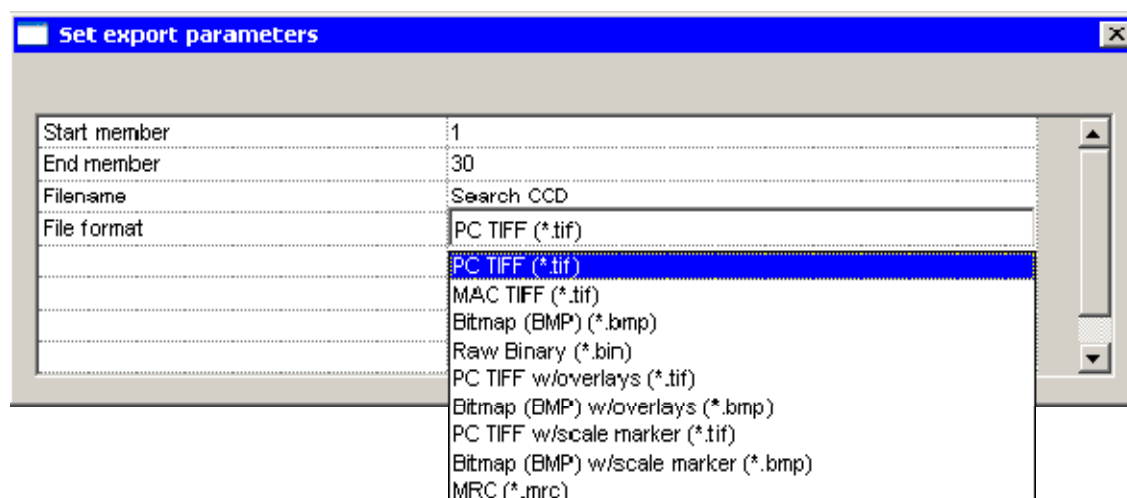 Set export parameters
Start member 1
End member 30
Filename Search CCD
File format PC TIFF (*.tif)
PC TIFF (*.tif)
MAC TIFF (*.tif)
Bitmap (BMP) (*.bmp)
Raw Binary (*.bin)
PC TIFF w/overlays (*.tif)
Bitmap (BMP) w/overlays (*.bmp)
PC TIFF w/scale marker (*.tif)
Bitmap (BMP) w/scale marker (*.bmp)
MRC (*.mrc)